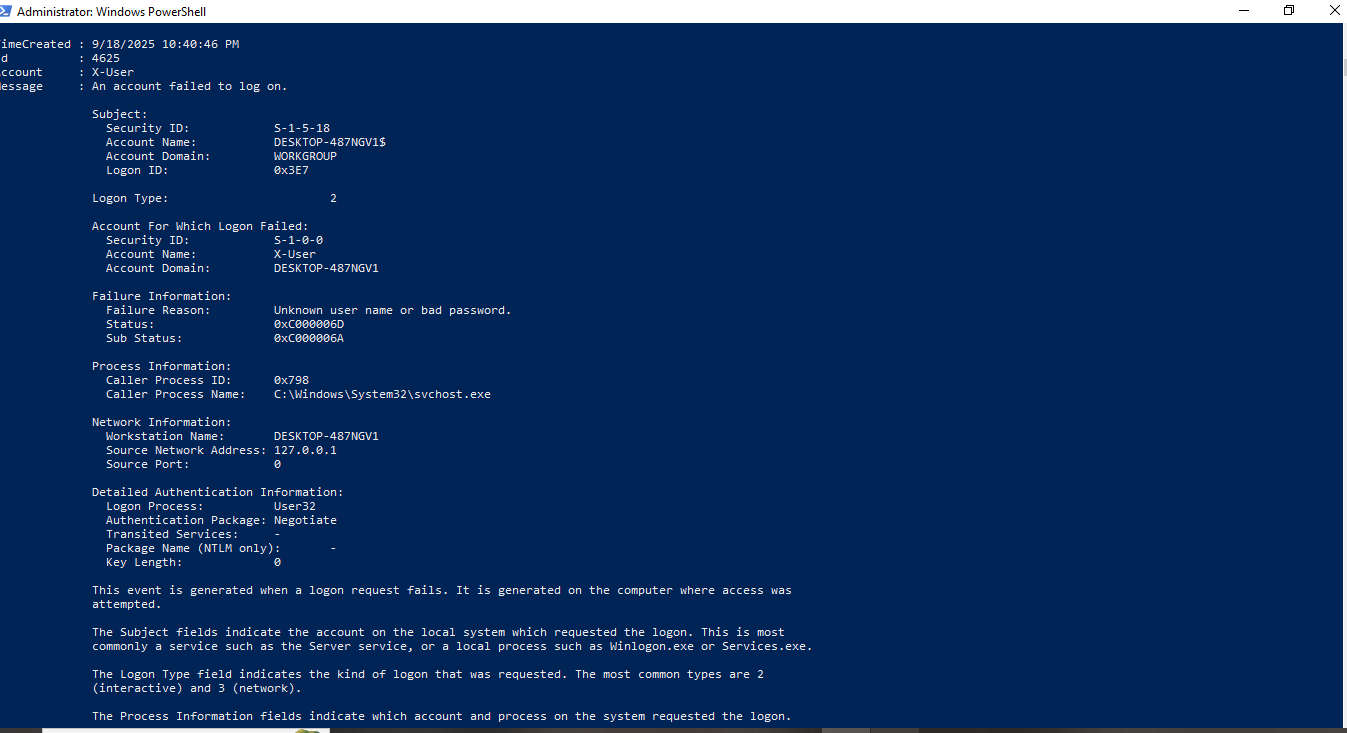 Administrator: Windows PowerShell
imeCreated : 9/18/2025 10:40:46 PM
d : 4625
ccount : X-User
essage : An account failed to log on.
Subject:
Security ID: S-1-5-18
Account Name: DESKTOP-487NGV1$
Account Domain: WORKGROUP
Logon ID: 0x3E7
Logon Type: 2
Account For Which Logon Failed:
Security ID: S-1-0-0
Account Name: X-User
Account Domain: DESKTOP-487NGV1
Failure Information:
Failure Reason: Unknown user name or bad password.
Status: 0xC000006D
Sub Status: 0xC000006A
Process Information:
Caller Process ID: 0x798
Caller Process Name: C:\Windows\System32\svchost.exe
Network Information:
Workstation Name: DESKTOP-487NGV1
Source Network Address: 127.0.0.1
Source Port: 0
Detailed Authentication Information:
Logon Process: User32
Authentication Package: Negotiate
Transited Services: -
Package Name (NTLM only): -
Key Length: 0
This event is generated when a logon request fails. It is generated on the computer where access was
attempted.
The Subject fields indicate the account on the local system which requested the logon. This is most
commonly a service such as the Server service, or a local process such as Winlogon.exe or Services.exe.
The Logon Type field indicates the kind of logon that was requested. The most common types are 2
(interactive) and 3 (network).
The Process Information fields indicate which account and process on the system requested the logon.